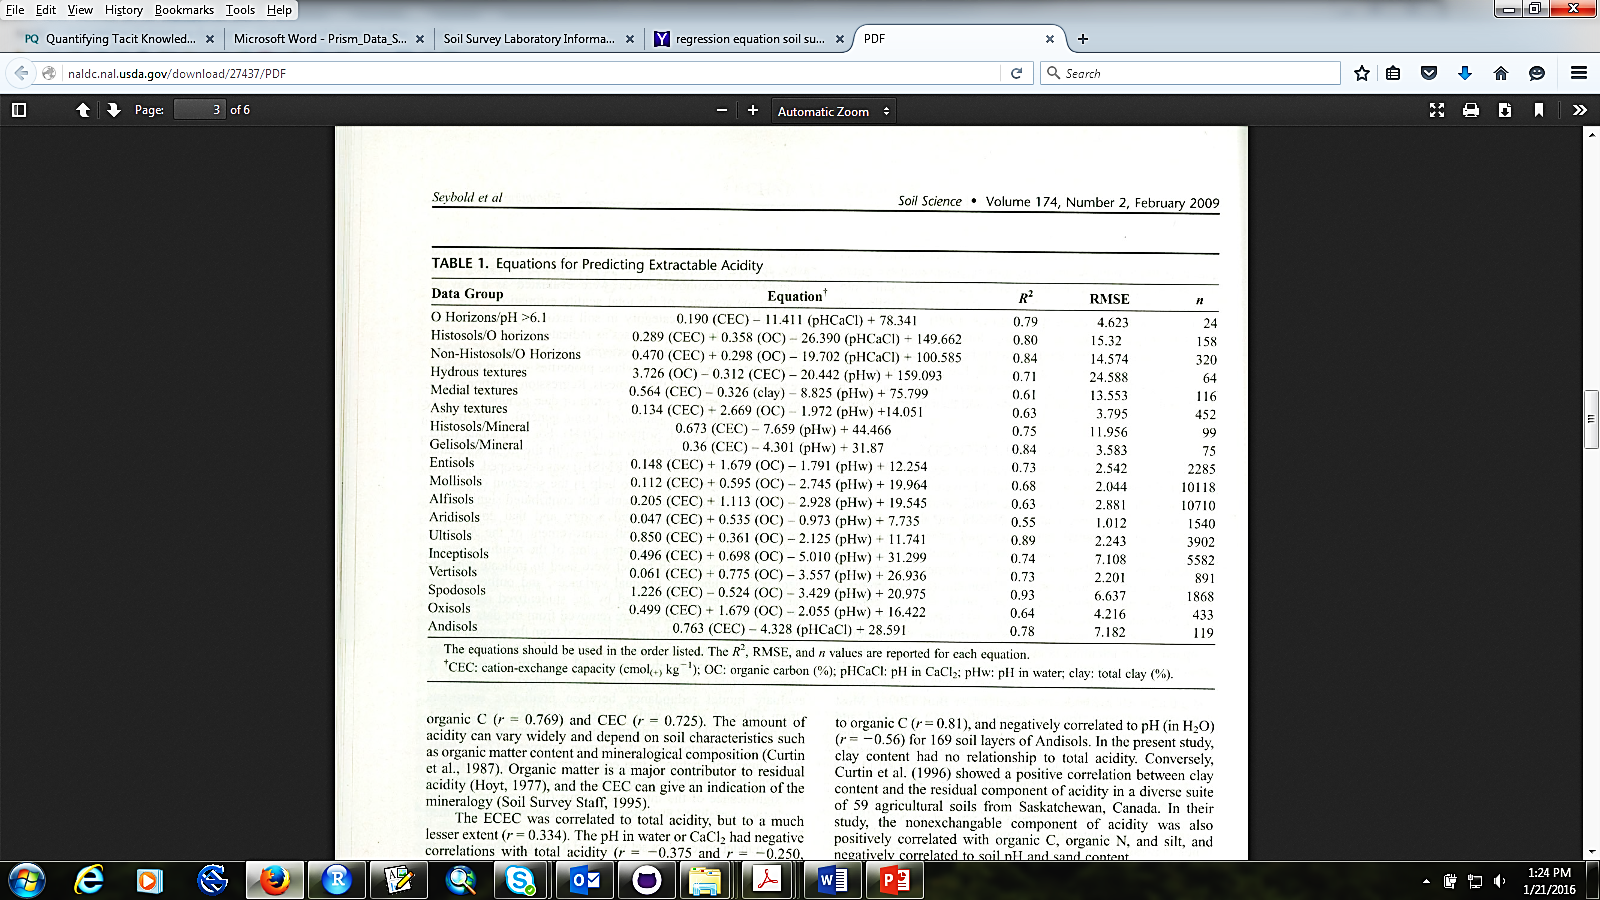 File Edit View History Bookmarks Tools Help
PQ Quantifying Tacit Knowled... × Microsoft Word - Prism_Data_S... × Soil Survey Laboratory Informa... × Y regression equation soil su... × PDF × +
naldc.nal.usda.gov/download/27437/PDF Search
Page: 3 of 6 − + Automatic Zoom
Seybold et al Soil Science • Volume 174, Number 2, February 2009
TABLE 1. Equations for Predicting Extractable Acidity
Data Group Equation† R² RMSE n
O Horizons/pH >6.1 0.190 (CEC) − 11.411 (pHCaCl) + 78.341 0.79 4.623 24
Histosols/O horizons 0.289 (CEC) + 0.358 (OC) − 26.390 (pHCaCl) + 149.662 0.80 15.32 158
Non-Histosols/O Horizons 0.470 (CEC) + 0.298 (OC) − 19.702 (pHCaCl) + 100.585 0.84 14.574 320
Hydrous textures 3.726 (OC) − 0.312 (CEC) − 20.442 (pHw) + 159.093 0.71 24.588 64
Medial textures 0.564 (CEC) − 0.326 (clay) − 8.825 (pHw) + 75.799 0.61 13.553 116
Ashy textures 0.134 (CEC) + 2.669 (OC) − 1.972 (pHw) +14.051 0.63 3.795 452
Histosols/Mineral 0.673 (CEC) − 7.659 (pHw) + 44.466 0.75 11.956 99
Gelisols/Mineral 0.36 (CEC) − 4.301 (pHw) + 31.87 0.84 3.583 75
Entisols 0.148 (CEC) + 1.679 (OC) − 1.791 (pHw) + 12.254 0.73 2.542 2285
Mollisols 0.112 (CEC) + 0.595 (OC) − 2.745 (pHw) + 19.964 0.68 2.044 10118
Alfisols 0.205 (CEC) + 1.113 (OC) − 2.928 (pHw) + 19.545 0.63 2.881 10710
Aridisols 0.047 (CEC) + 0.535 (OC) − 0.973 (pHw) + 7.735 0.55 1.012 1540
Ultisols 0.850 (CEC) + 0.361 (OC) − 2.125 (pHw) + 11.741 0.89 2.243 3902
Inceptisols 0.496 (CEC) + 0.698 (OC) − 5.010 (pHw) + 31.299 0.74 7.108 5582
Vertisols 0.061 (CEC) + 0.775 (OC) − 3.557 (pHw) + 26.936 0.73 2.201 891
Spodosols 1.226 (CEC) − 0.524 (OC) − 3.429 (pHw) + 20.975 0.93 6.637 1868
Oxisols 0.499 (CEC) + 1.679 (OC) − 2.055 (pHw) + 16.422 0.64 4.216 433
Andisols 0.763 (CEC) − 4.328 (pHCaCl) + 28.591 0.78 7.182 119
The equations should be used in the order listed. The R², RMSE, and n values are reported for each equation.
†CEC: cation-exchange capacity (cmol(+) kg⁻¹); OC: organic carbon (%); pHCaCl: pH in CaCl₂; pHw: pH in water; clay: total clay (%).
organic C (r = 0.769) and CEC (r = 0.725). The amount of
acidity can vary widely and depend on soil characteristics such
as organic matter content and mineralogical composition (Curtin
et al., 1987). Organic matter is a major contributor to residual
acidity (Hoyt, 1977), and the CEC can give an indication of the
mineralogy (Soil Survey Staff, 1995).
The ECEC was correlated to total acidity, but to a much
lesser extent (r = 0.334). The pH in water or CaCl₂ had negative
correlations with total acidity (r = −0.375 and r = −0.250,
to organic C (r = 0.81), and negatively correlated to pH (in H₂O)
(r = −0.56) for 169 soil layers of Andisols. In the present study,
clay content had no relationship to total acidity. Conversely,
Curtin et al. (1996) showed a positive correlation between clay
content and the residual component of acidity in a diverse suite
of 59 agricultural soils from Saskatchewan, Canada. In their
study, the nonexchangable component of acidity was also
positively correlated with organic C, organic N, and silt, and
negatively correlated to soil pH and sand content.
1:24 PM
1/21/2016